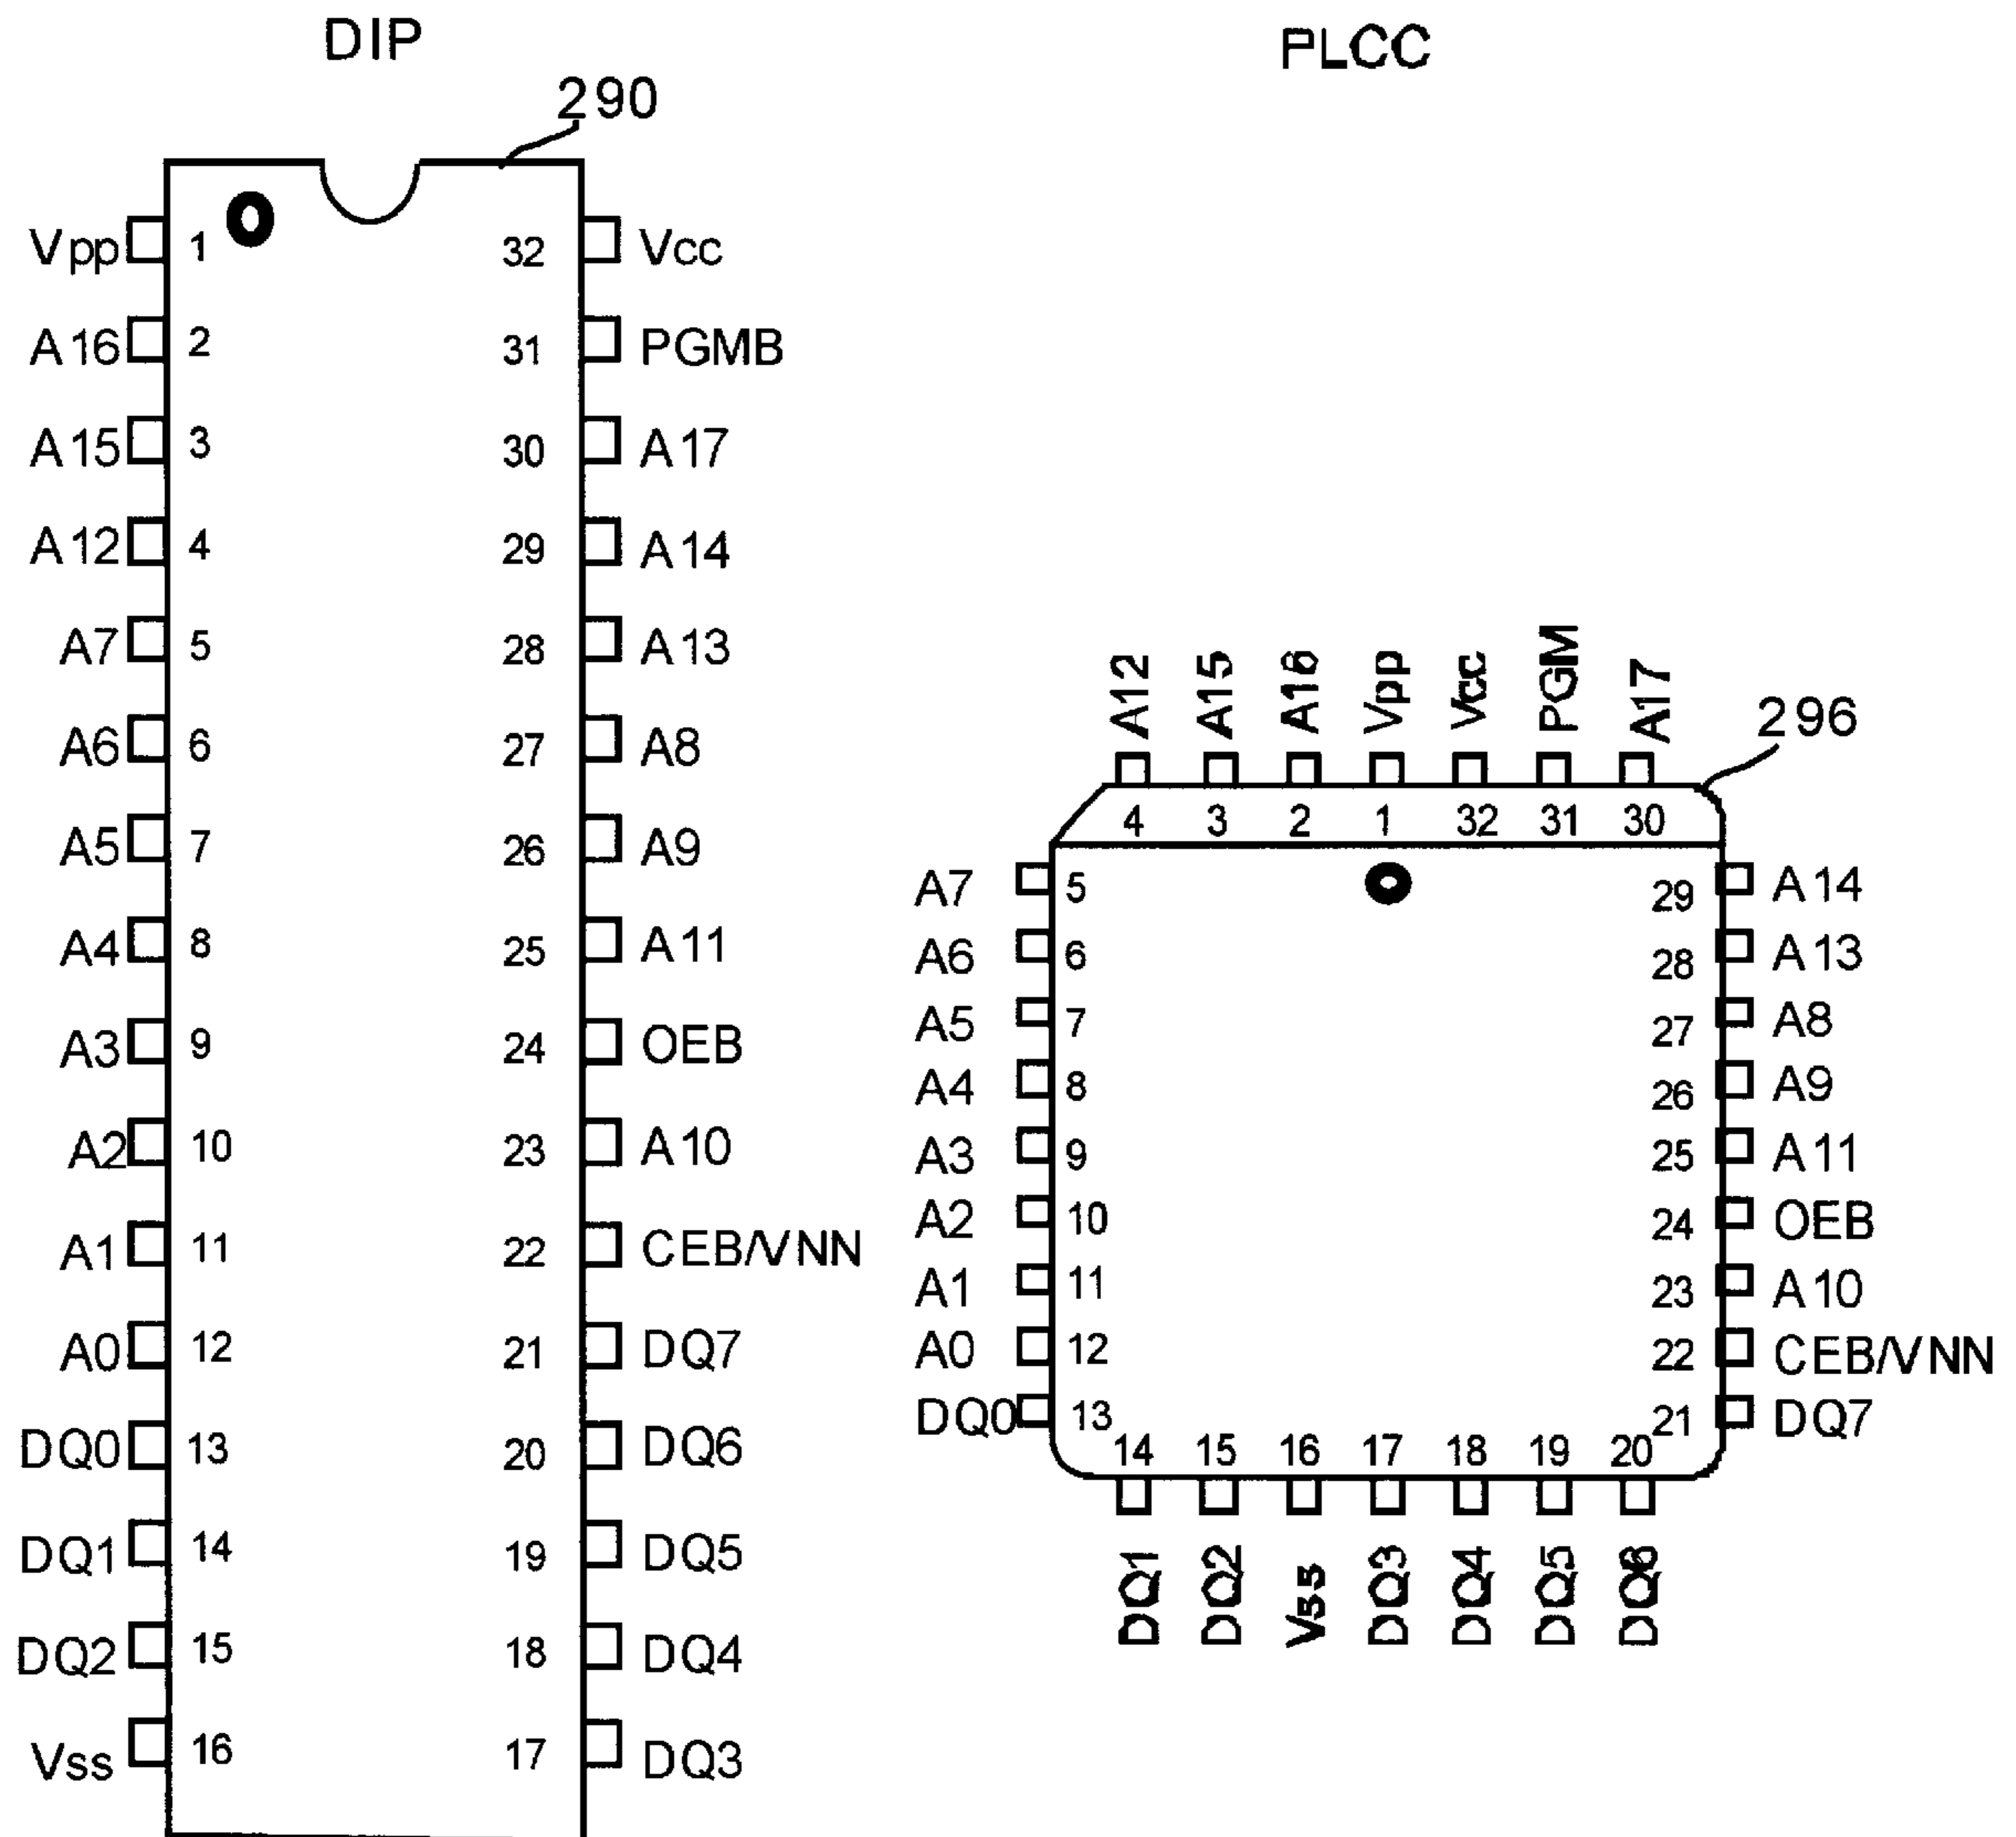 DIP
290
Vpp 1 32 Vcc
A16 2 31 PGMB
A15 3 30 A17
A12 4 29 A14
A7 5 28 A13
A6 6 27 A8
A5 7 26 A9
A4 8 25 A11
A3 9 24 OEB
A2 10 23 A10
A1 11 22 CEB/VNN
A0 12 21 DQ7
DQ0 13 20 DQ6
DQ1 14 19 DQ5
DQ2 15 18 DQ4
Vss 16 17 DQ3
PLCC
296
A12 A15 A16 Vpp Vcc PGM A17
4 3 2 1 32 31 30
A7 5 29 A14
A6 6 28 A13
A5 7 27 A8
A4 8 26 A9
A3 9 25 A11
A2 10 24 OEB
A1 11 23 A10
A0 12 22 CEB/VNN
DQ0 13 21 DQ7
14 15 16 17 18 19 20
DQ1 DQ2 Vss DQ3 DQ4 DQ5 DQ6